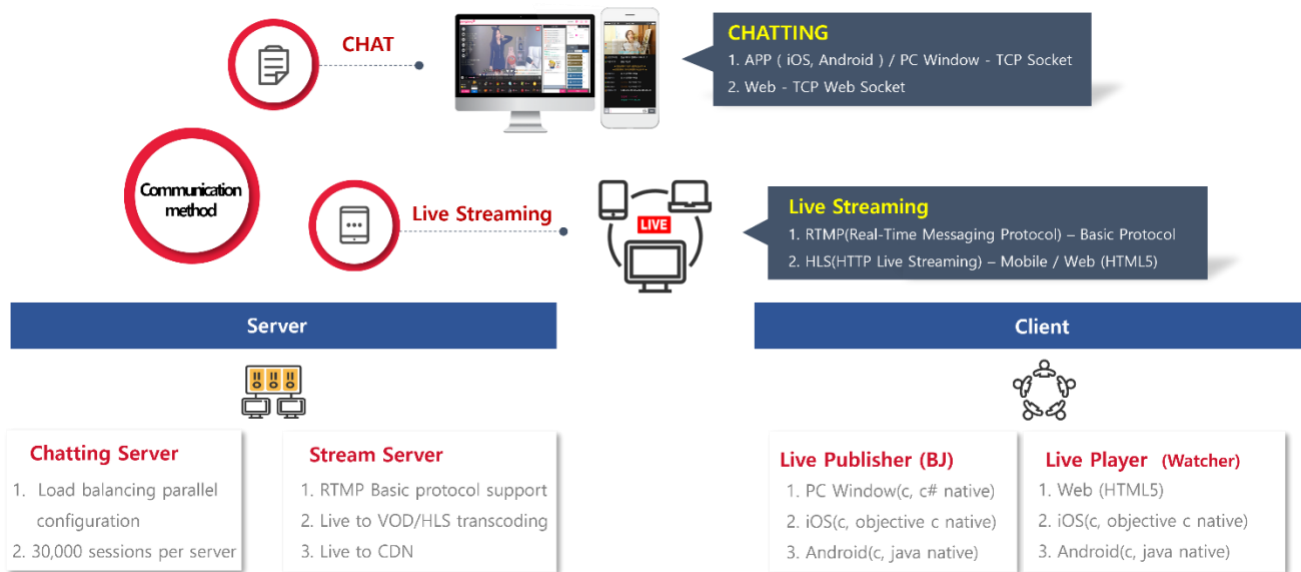 CHAT
CHATTING
1. APP ( iOS, Android ) / PC Window - TCP Socket
2. Web - TCP Web Socket
Communication
method
Live Streaming
LIVE
Live Streaming
1. RTMP(Real-Time Messaging Protocol) – Basic Protocol
2. HLS(HTTP Live Streaming) – Mobile / Web (HTML5)
Server
Client
Chatting Server
1. Load balancing parallel
configuration
2. 30,000 sessions per server
Stream Server
1. RTMP Basic protocol support
2. Live to VOD/HLS transcoding
3. Live to CDN
Live Publisher (BJ)
1. PC Window(c, c# native)
2. iOS(c, objective c native)
3. Android(c, java native)
Live Player (Watcher)
1. Web (HTML5)
2. iOS(c, objective c native)
3. Android(c, java native)